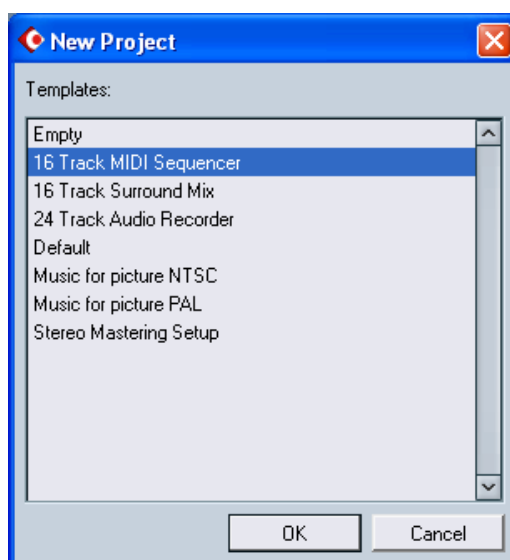 New Project
Templates:
Empty
16 Track MIDI Sequencer
16 Track Surround Mix
24 Track Audio Recorder
Default
Music for picture NTSC
Music for picture PAL
Stereo Mastering Setup
OK Cancel